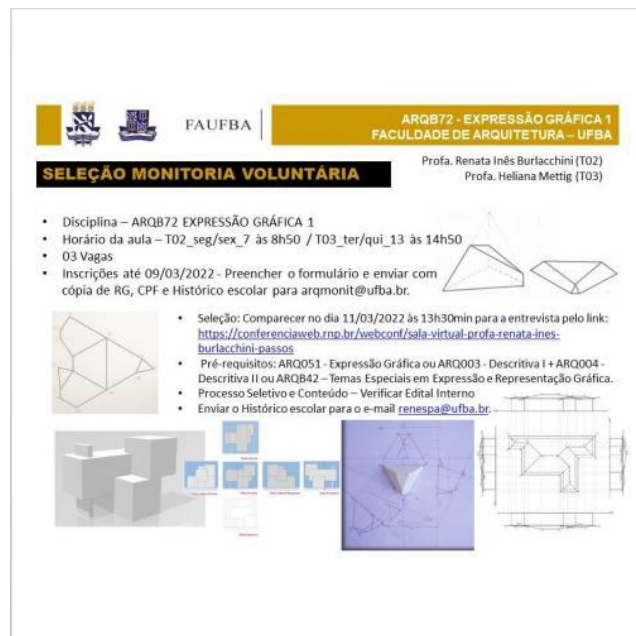 FAUFBA
ARQB72 - EXPRESSÃO GRÁFICA 1
FACULDADE DE ARQUITETURA – UFBA
SELEÇÃO MONITORIA VOLUNTÁRIA
Profa. Renata Inês Burlacchini (T02)
Profa. Heliana Mettig (T03)
• Disciplina – ARQB72 EXPRESSÃO GRÁFICA 1
• Horário da aula – T02_seg/sex_7 às 8h50 / T03_ter/qui_13 às 14h50
• 03 Vagas
• Inscrições até 09/03/2022 - Preencher o formulário e enviar com
cópia de RG, CPF e Histórico escolar para arqmonit@ufba.br.
• Seleção: Comparecer no dia 11/03/2022 às 13h30min para a entrevista pelo link:
https://conferenciaweb.rnp.br/webconf/sala-virtual-profa-renata-ines-
burlacchini-passos
• Pré-requisitos: ARQ051 - Expressão Gráfica ou ARQ003 - Descritiva I + ARQ004 -
Descritiva II ou ARQB42 – Temas Especiais em Expressão e Representação Gráfica.
• Processo Seletivo e Conteúdo – Verificar Edital Interno
• Enviar o Histórico escolar para o e-mail renespa@ufba.br.